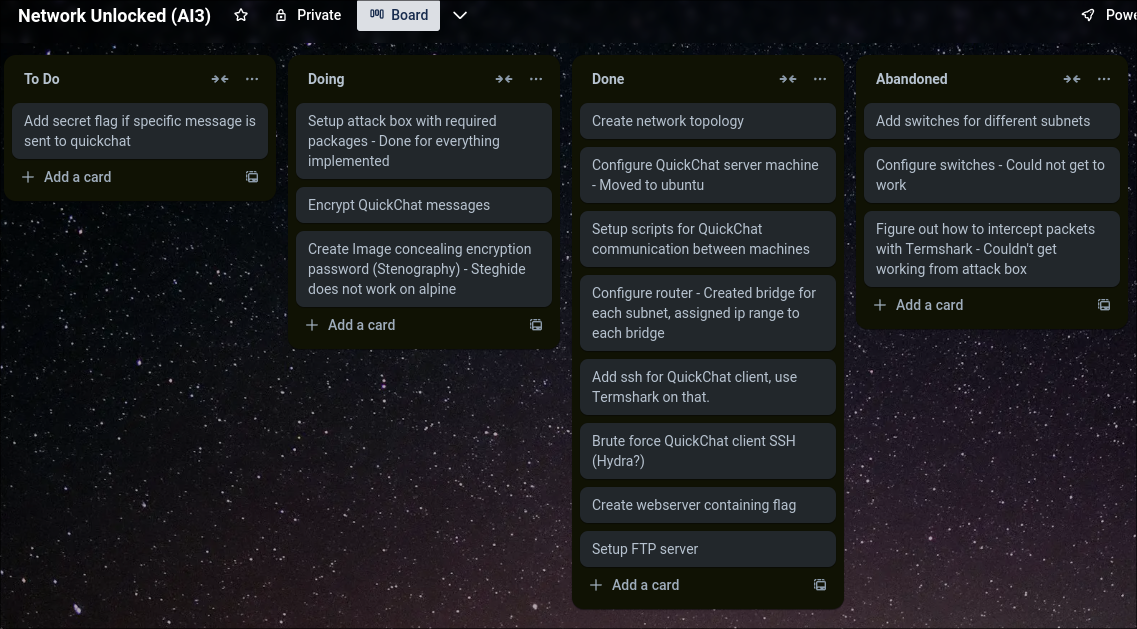 Network Unlocked (AI3)
Private
Board
To Do
Add secret flag if specific message is
sent to quickchat
Add a card
Doing
Setup attack box with required
packages - Done for everything
implemented
Encrypt QuickChat messages
Create Image concealing encryption
password (Stenography) - Steghide
does not work on alpine
Add a card
Done
Create network topology
Configure QuickChat server machine
- Moved to ubuntu
Setup scripts for QuickChat
communication between machines
Configure router - Created bridge for
each subnet, assigned ip range to
each bridge
Add ssh for QuickChat client, use
Termshark on that.
Brute force QuickChat client SSH
(Hydra?)
Create webserver containing flag
Setup FTP server
Add a card
Abandoned
Add switches for different subnets
Configure switches - Could not get to
work
Figure out how to intercept packets
with Termshark - Couldn't get
working from attack box
Add a card